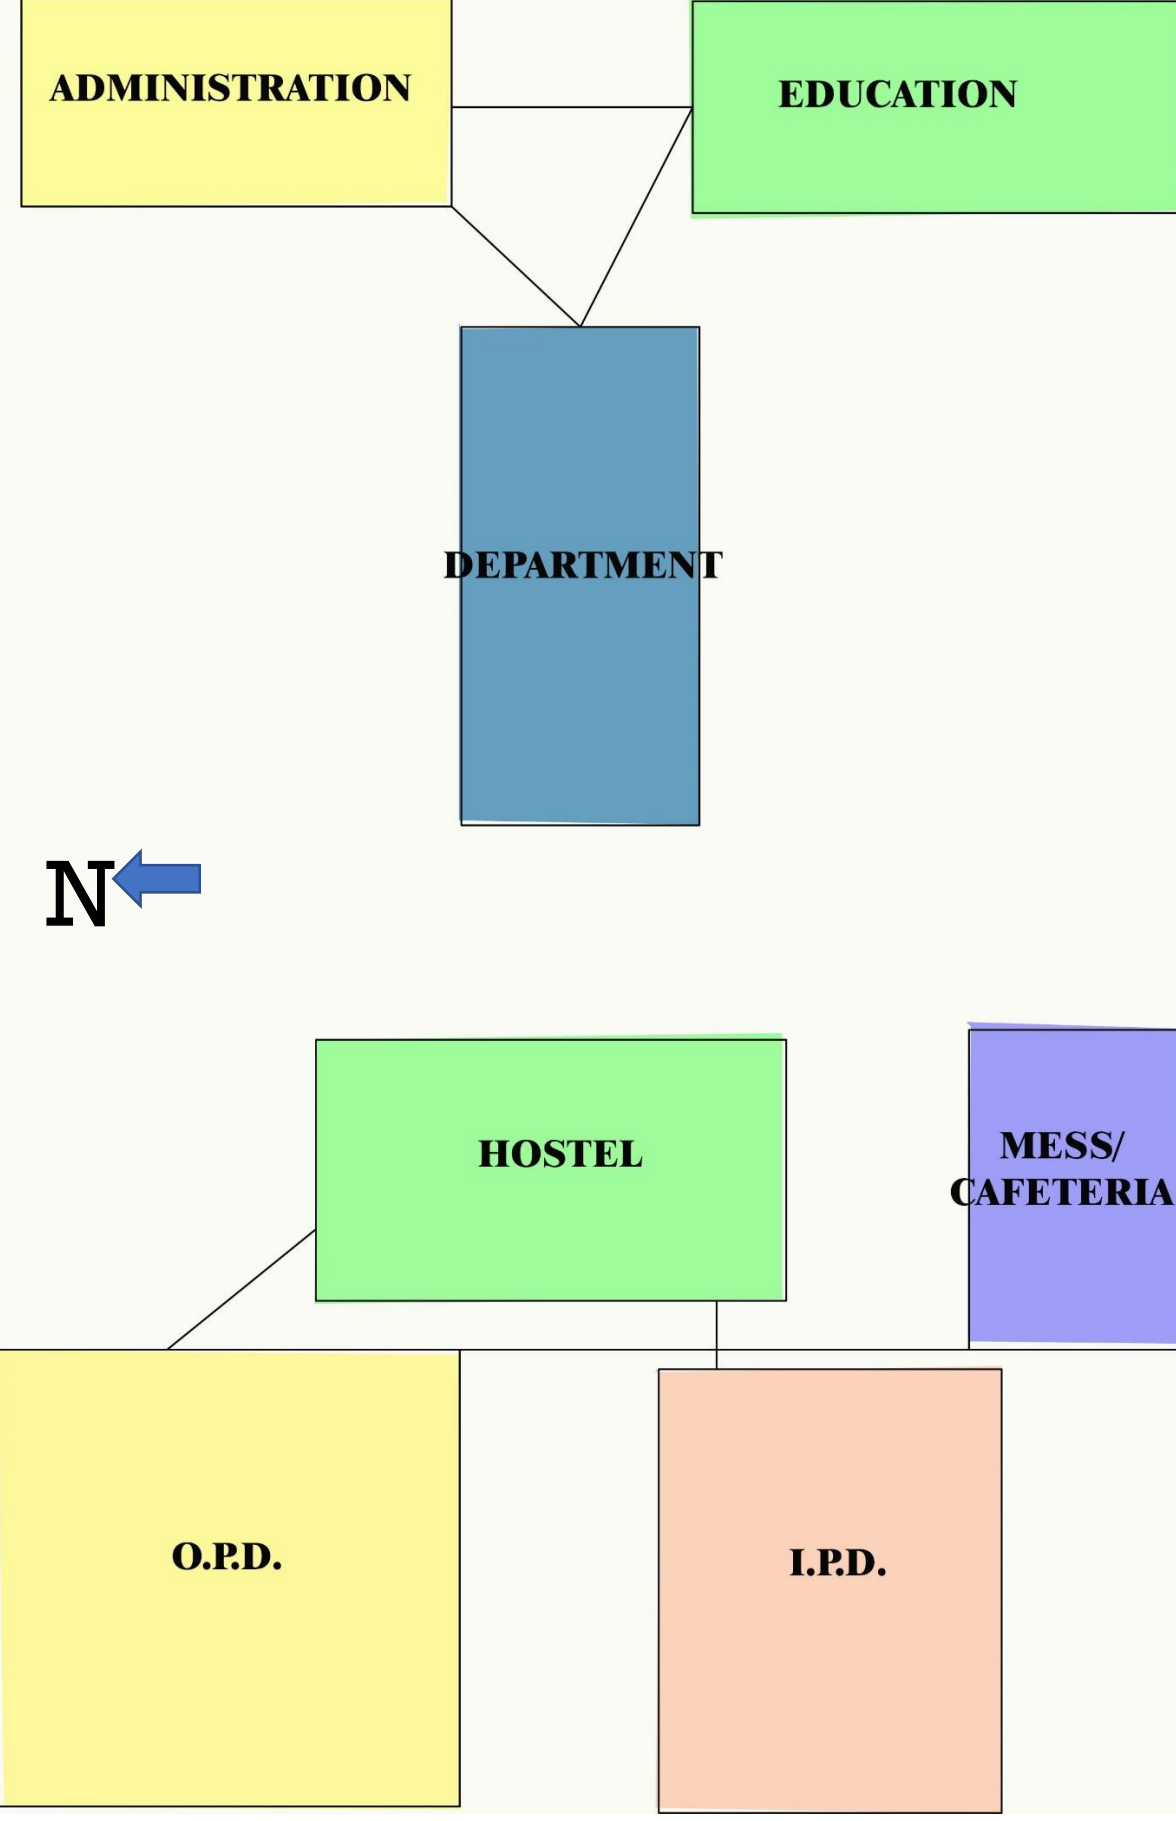 ADMINISTRATION
EDUCATION
DEPARTMENT
N
HOSTEL
MESS/
CAFETERIA
O.P.D.
I.P.D.